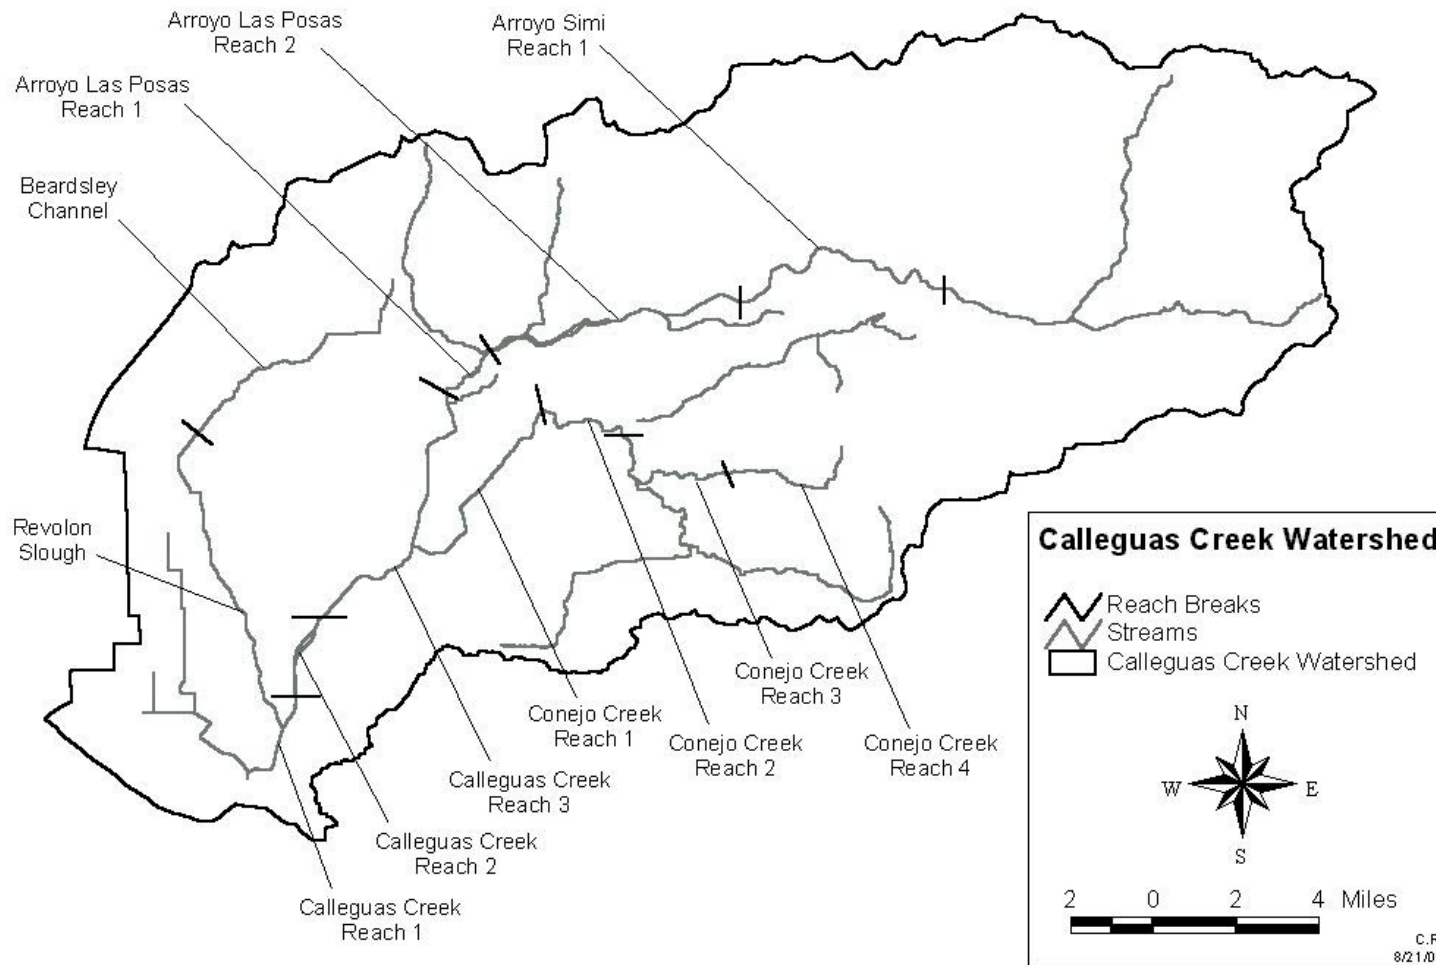 Arroyo Las Posas
Reach 2
Arroyo Simi
Reach 1
Arroyo Las Posas
Reach 1
Beardsley
Channel
Revolon
Slough
Conejo Creek
Reach 3
Conejo Creek
Reach 1
Conejo Creek
Reach 2
Conejo Creek
Reach 4
Calleguas Creek
Reach 3
Calleguas Creek
Reach 2
Calleguas Creek
Reach 1
Calleguas Creek Watershed
Reach Breaks
Streams
Calleguas Creek Watershed
N
W E
S
2 0 2 4 Miles
C.R
8/21/0